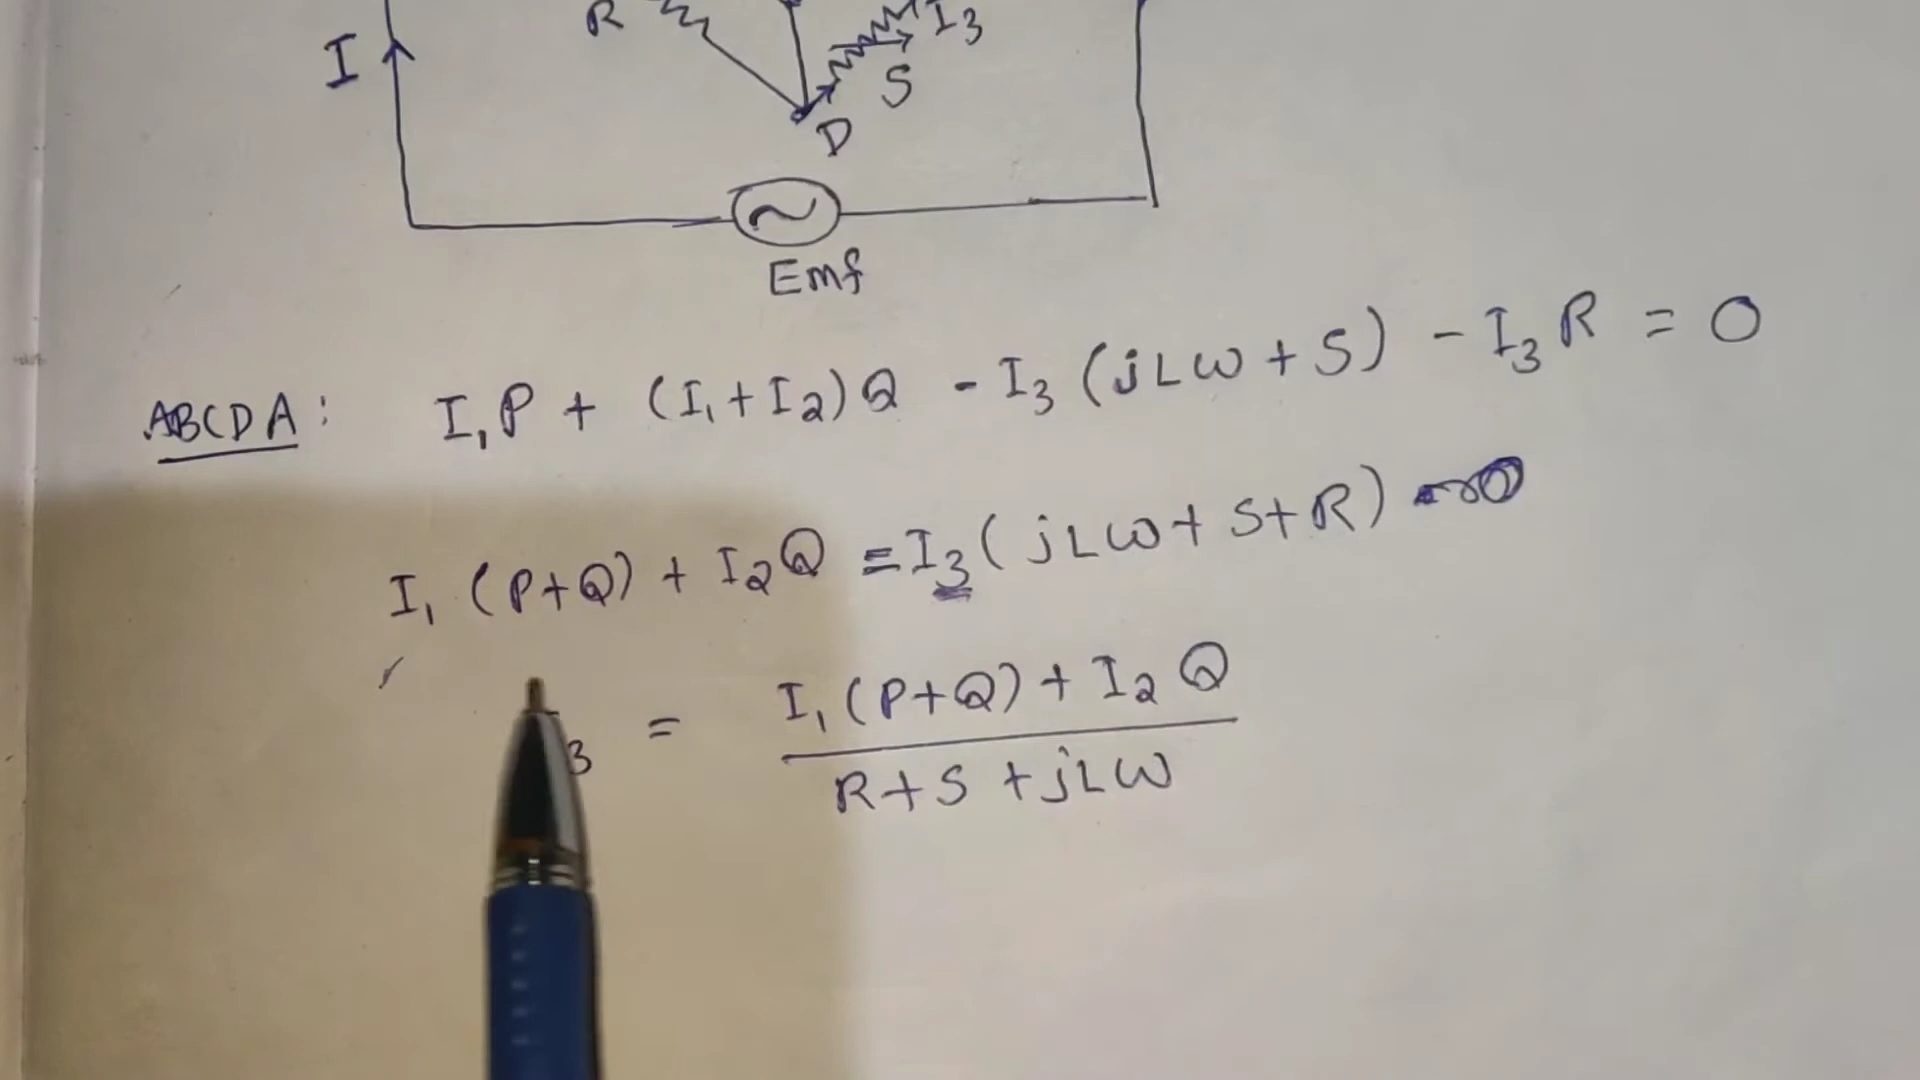 R
I₃
I
S
D
Emf
ABCDA: I₁P + (I₁+I₂)Q - I₃(jLω+S) - I₃R = 0
I₁(P+Q) + I₂Q = I₃(jLω+S+R)
₃ = I₁(P+Q) + I₂Q
R+S+jLω